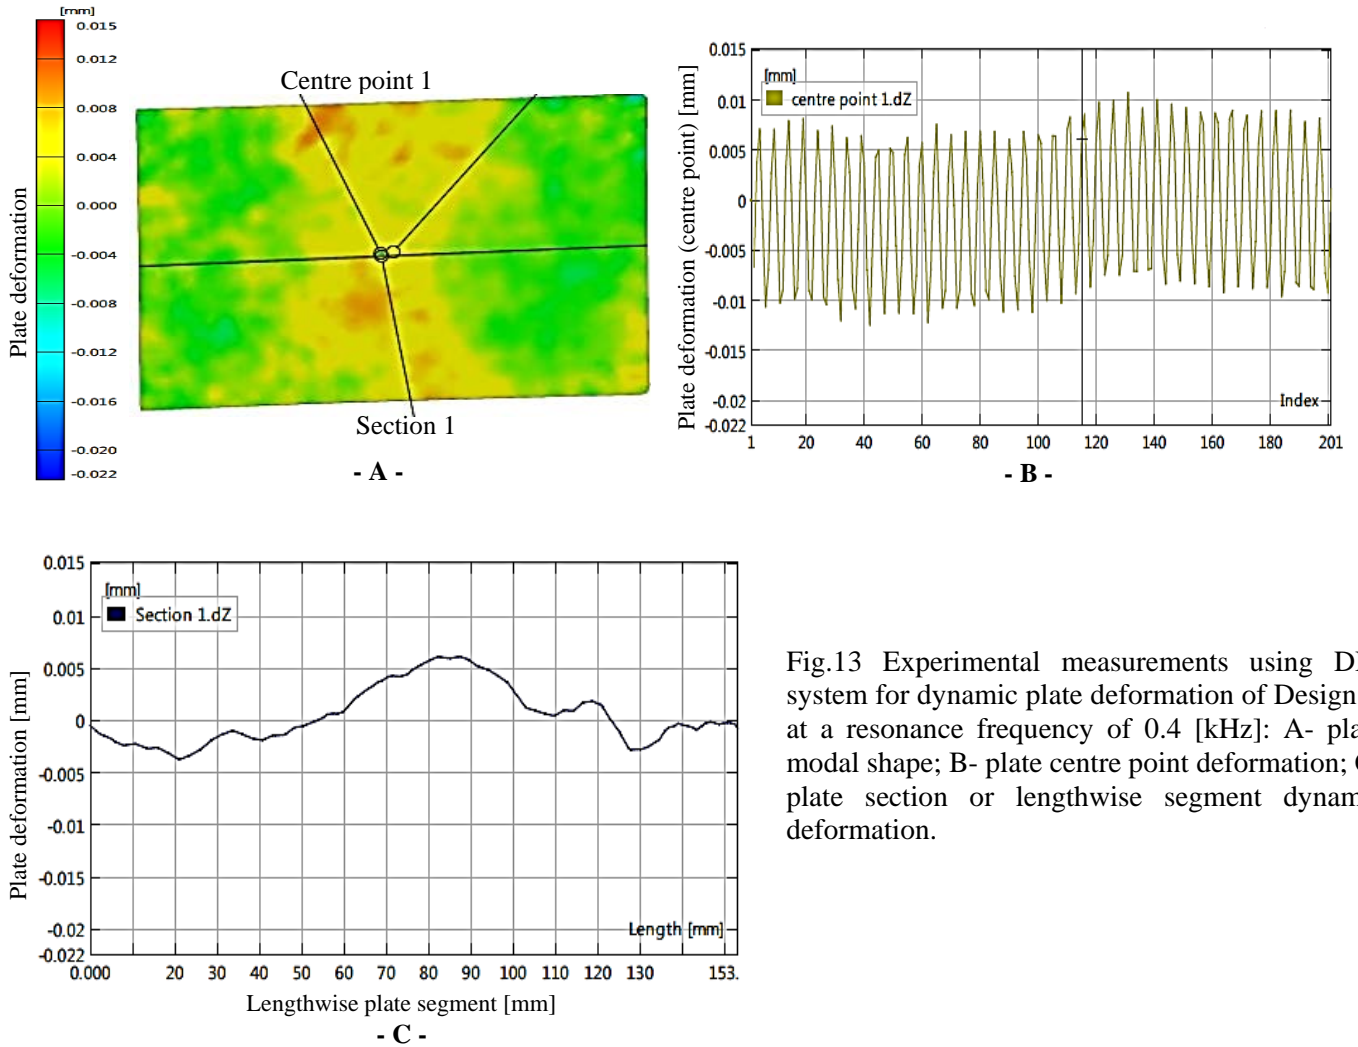 [mm]
0.015
0.012
0.008
0.004
0.000
-0.004
-0.008
-0.012
-0.016
-0.020
-0.022
Plate deformation
Centre point 1
Section 1
- A -
Plate deformation (centre point) [mm]
0.015
0.01
0.005
0
-0.005
-0.01
-0.015
-0.02
-0.022
[mm]
centre point 1.dZ
Index
1 20 40 60 80 100 120 140 160 180 201
- B -
Plate deformation [mm]
0.015
0.01
0.005
0
-0.005
-0.01
-0.015
-0.02
-0.022
[mm]
Section 1.dZ
Length [mm]
0.000 20 30 40 50 60 70 80 90 100 110 120 130 153.
Lengthwise plate segment [mm]
- C -
Fig.13 Experimental measurements using
system for dynamic plate deformation of Design
at a resonance frequency of 0.4 [kHz]: A- pla
modal shape; B- plate centre point deformation;
plate section or lengthwise segment dynam
deformation.